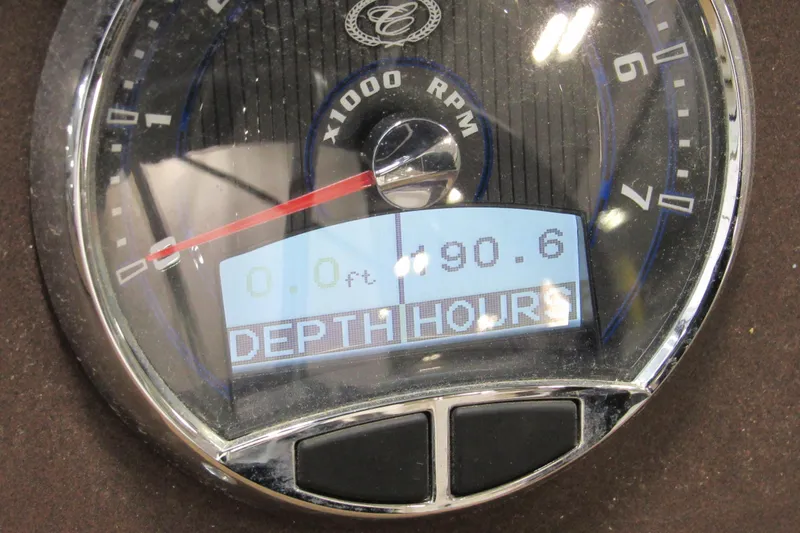 x1000 RPM
1
6
0
7
0.0ft
190.6
DEPTH
HOURS